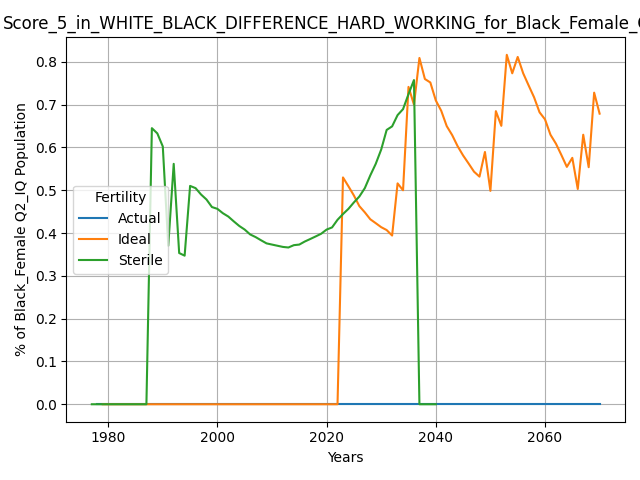 Score_5_in_WHITE_BLACK_DIFFERENCE_HARD_WORKING_for_Black_Female_
% of Black_Female Q2_IQ Population
0.8
0.7
0.6
0.5
0.4
0.3
0.2
0.1
0.0
Fertility
Actual
Ideal
Sterile
1980 2000 2020 2040 2060
Years